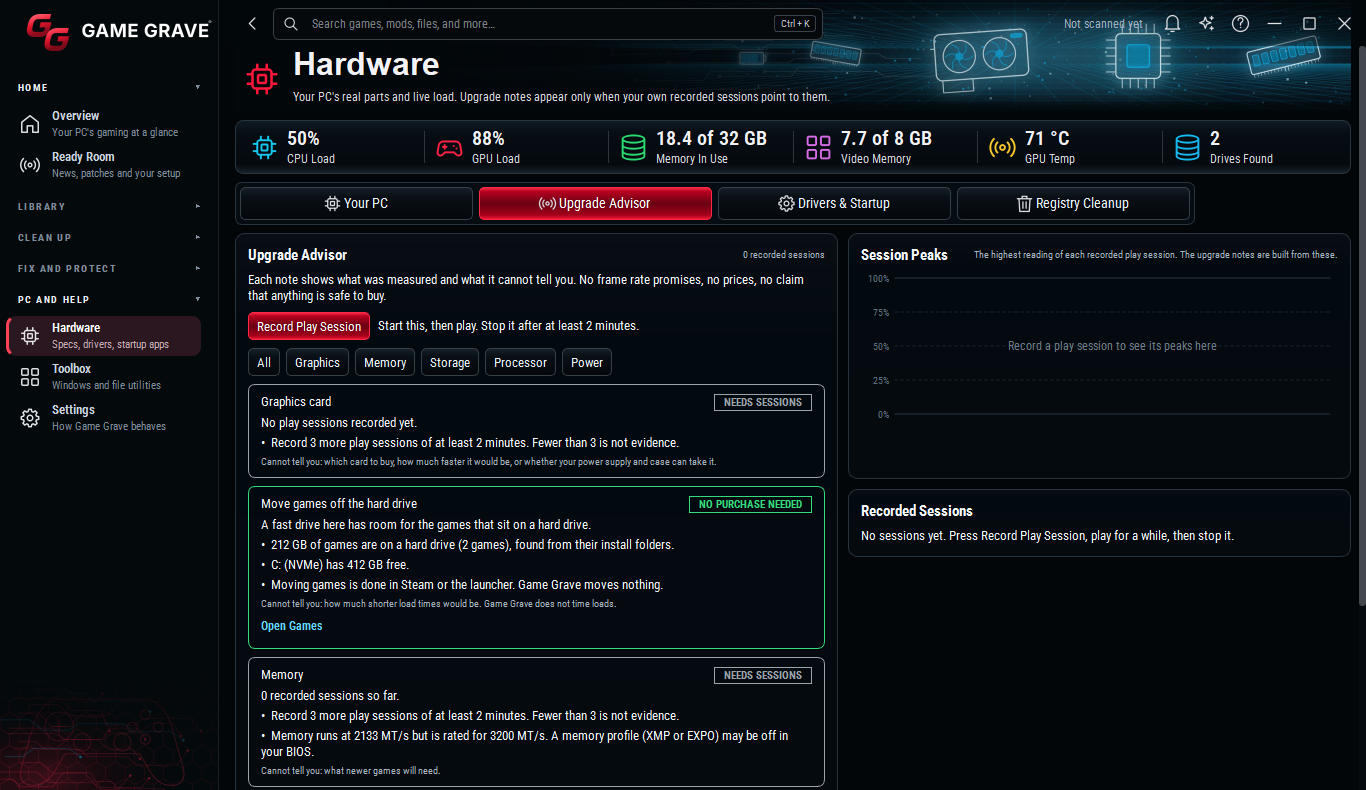 GAME GRAVE
Search games, mods, files, and more...
Ctrl + K
Not scanned yet
Hardware
Your PC's real parts and live load. Upgrade notes appear only when your own recorded sessions point to them.
HOME
Overview
Your PC's gaming at a glance
Ready Room
News, patches and your setup
LIBRARY
CLEAN UP
FIX AND PROTECT
PC AND HELP
Hardware
Specs, drivers, startup apps
Toolbox
Windows and file utilities
Settings
How Game Grave behaves
50%
CPU Load
88%
GPU Load
18.4 of 32 GB
Memory In Use
7.7 of 8 GB
Video Memory
71 °C
GPU Temp
2
Drives Found
Your PC
Upgrade Advisor
Drivers & Startup
Registry Cleanup
Upgrade Advisor
0 recorded sessions
Each note shows what was measured and what it cannot tell you. No frame rate promises, no prices, no claim
that anything is safe to buy.
Record Play Session
Start this, then play. Stop it after at least 2 minutes.
All
Graphics
Memory
Storage
Processor
Power
Graphics card
NEEDS SESSIONS
No play sessions recorded yet.
• Record 3 more play sessions of at least 2 minutes. Fewer than 3 is not evidence.
Cannot tell you: which card to buy, how much faster it would be, or whether your power supply and case can take it.
Move games off the hard drive
NO PURCHASE NEEDED
A fast drive here has room for the games that sit on a hard drive.
• 212 GB of games are on a hard drive (2 games), found from their install folders.
• C: (NVMe) has 412 GB free.
• Moving games is done in Steam or the launcher. Game Grave moves nothing.
Cannot tell you: how much shorter load times would be. Game Grave does not time loads.
Open Games
Memory
NEEDS SESSIONS
0 recorded sessions so far.
• Record 3 more play sessions of at least 2 minutes. Fewer than 3 is not evidence.
• Memory runs at 2133 MT/s but is rated for 3200 MT/s. A memory profile (XMP or EXPO) may be off in
your BIOS.
Cannot tell you: what newer games will need.
Session Peaks
The highest reading of each recorded play session. The upgrade notes are built from these.
100%
75%
50%
25%
0%
Record a play session to see its peaks here
Recorded Sessions
No sessions yet. Press Record Play Session, play for a while, then stop it.